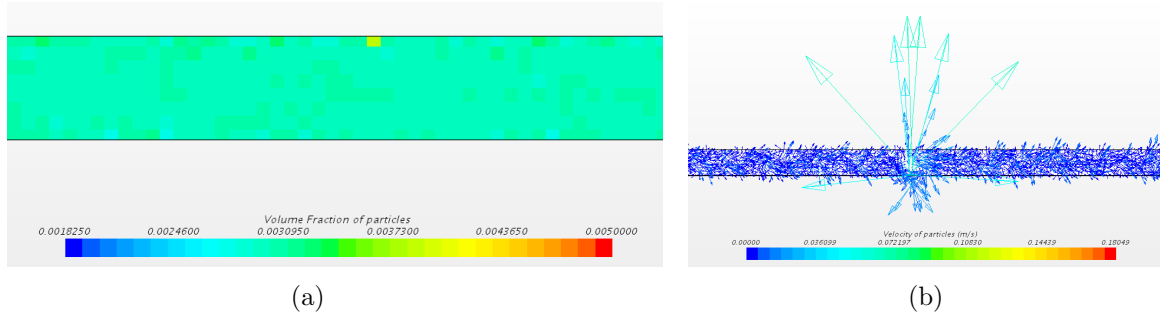 Volume Fraction of particles
0.0018250 0.0024600 0.0030950 0.0037300 0.0043650 0.0050000
(a)
Velocity of particles (m/s)
0.00000 0.036099 0.072197 0.10830 0.14439 0.18049
(b)